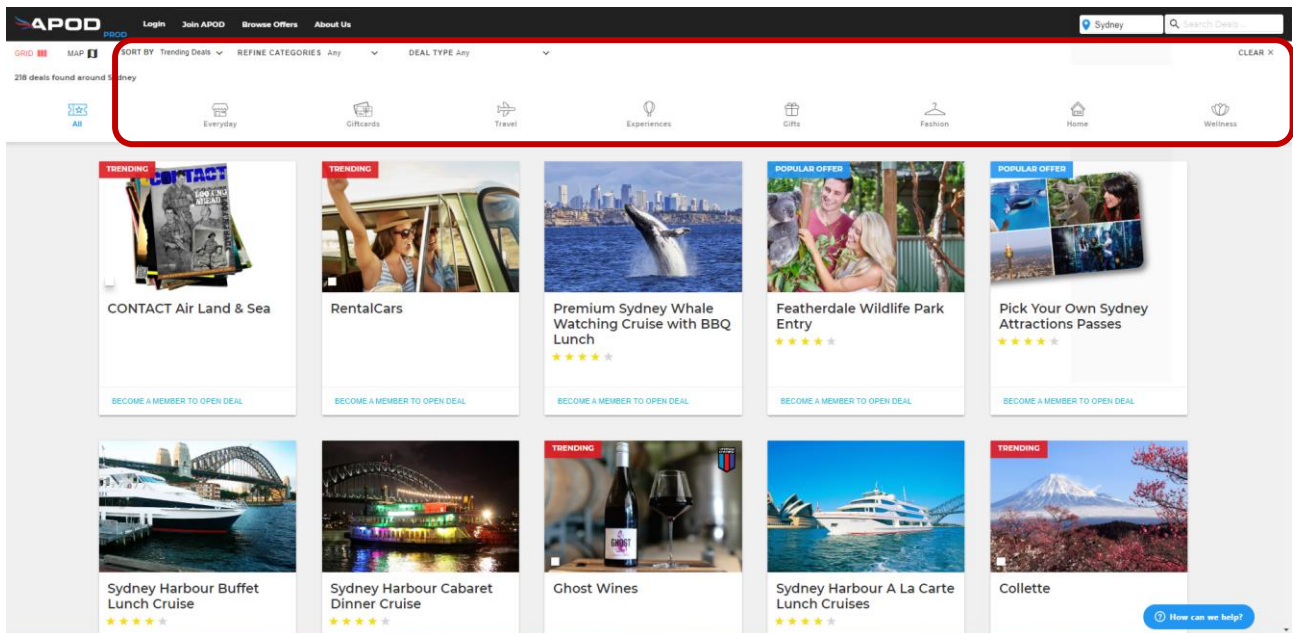 APOD PROD Login Join APOD Browse Offers About Us Sydney Search Deals...
GRID MAP SORT BY Trending Deals REFINE CATEGORIES Any DEAL TYPE Any CLEAR ×
218 deals found around Sydney
All Everyday Giftcards Travel Experiences Gifts Fashion Home Wellness
TRENDING TRENDING POPULAR OFFER POPULAR OFFER
CONTACT
LOOKING
AHEAD
CONTACT Air Land & Sea
RentalCars
Premium Sydney Whale
Watching Cruise with BBQ
Lunch
Featherdale Wildlife Park
Entry
Pick Your Own Sydney
Attractions Passes
BECOME A MEMBER TO OPEN DEAL BECOME A MEMBER TO OPEN DEAL BECOME A MEMBER TO OPEN DEAL BECOME A MEMBER TO OPEN DEAL BECOME A MEMBER TO OPEN DEAL
TRENDING TRENDING
GHOST
Sydney Harbour Buffet
Lunch Cruise
Sydney Harbour Cabaret
Dinner Cruise
Ghost Wines
Sydney Harbour A La Carte
Lunch Cruises
Collette
How can we help?